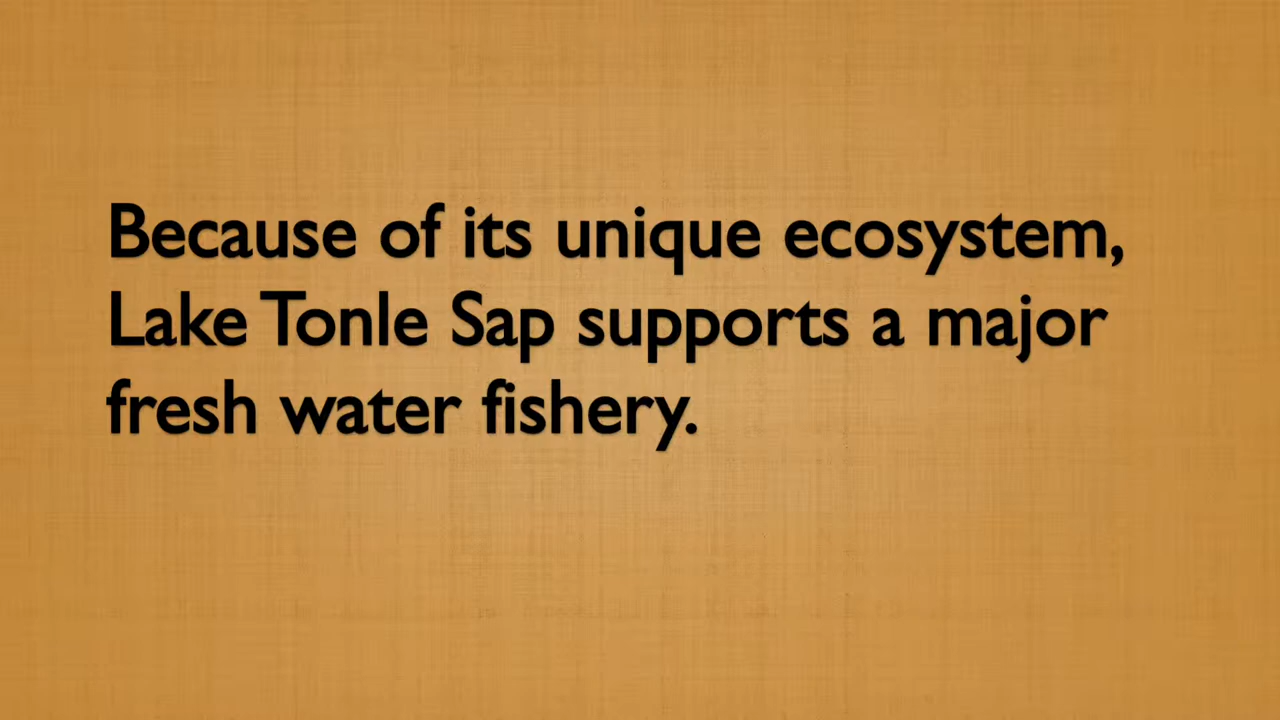 Because of its unique ecosystem,
Lake Tonle Sap supports a major
fresh water fishery.